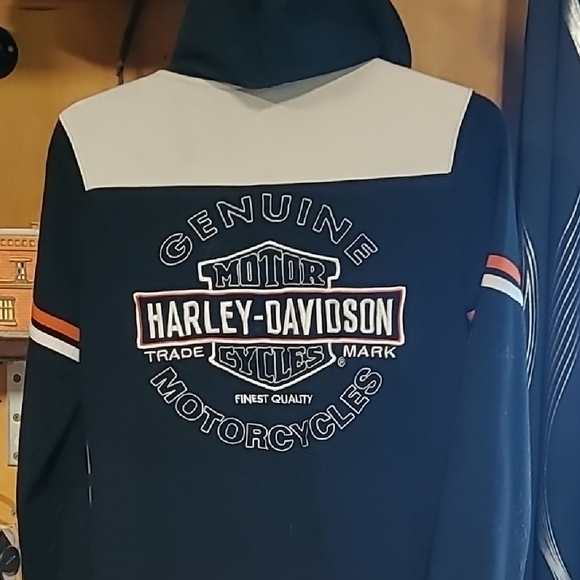 GENUINE
MOTOR
HARLEY-DAVIDSON
TRADE MARK
CYCLES ®
FINEST QUALITY
MOTORCYCLES